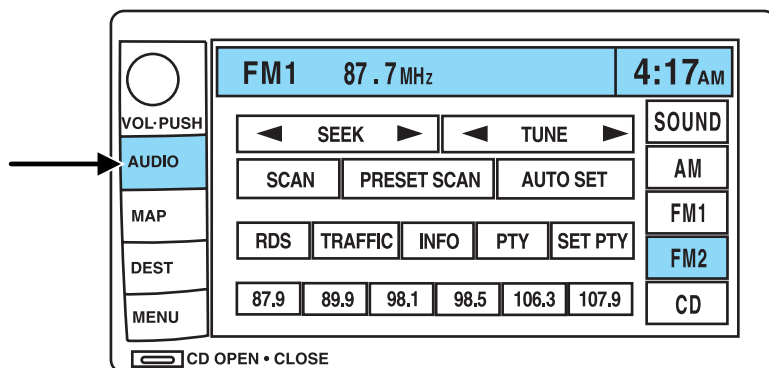 FM1 87.7MHz 4:17AM
VOL·PUSH
AUDIO
MAP
DEST
MENU
◄ SEEK ► ◄ TUNE ►
SCAN PRESET SCAN AUTO SET
RDS TRAFFIC INFO PTY SET PTY
87.9 89.9 98.1 98.5 106.3 107.9
SOUND
AM
FM1
FM2
CD
CD OPEN • CLOSE